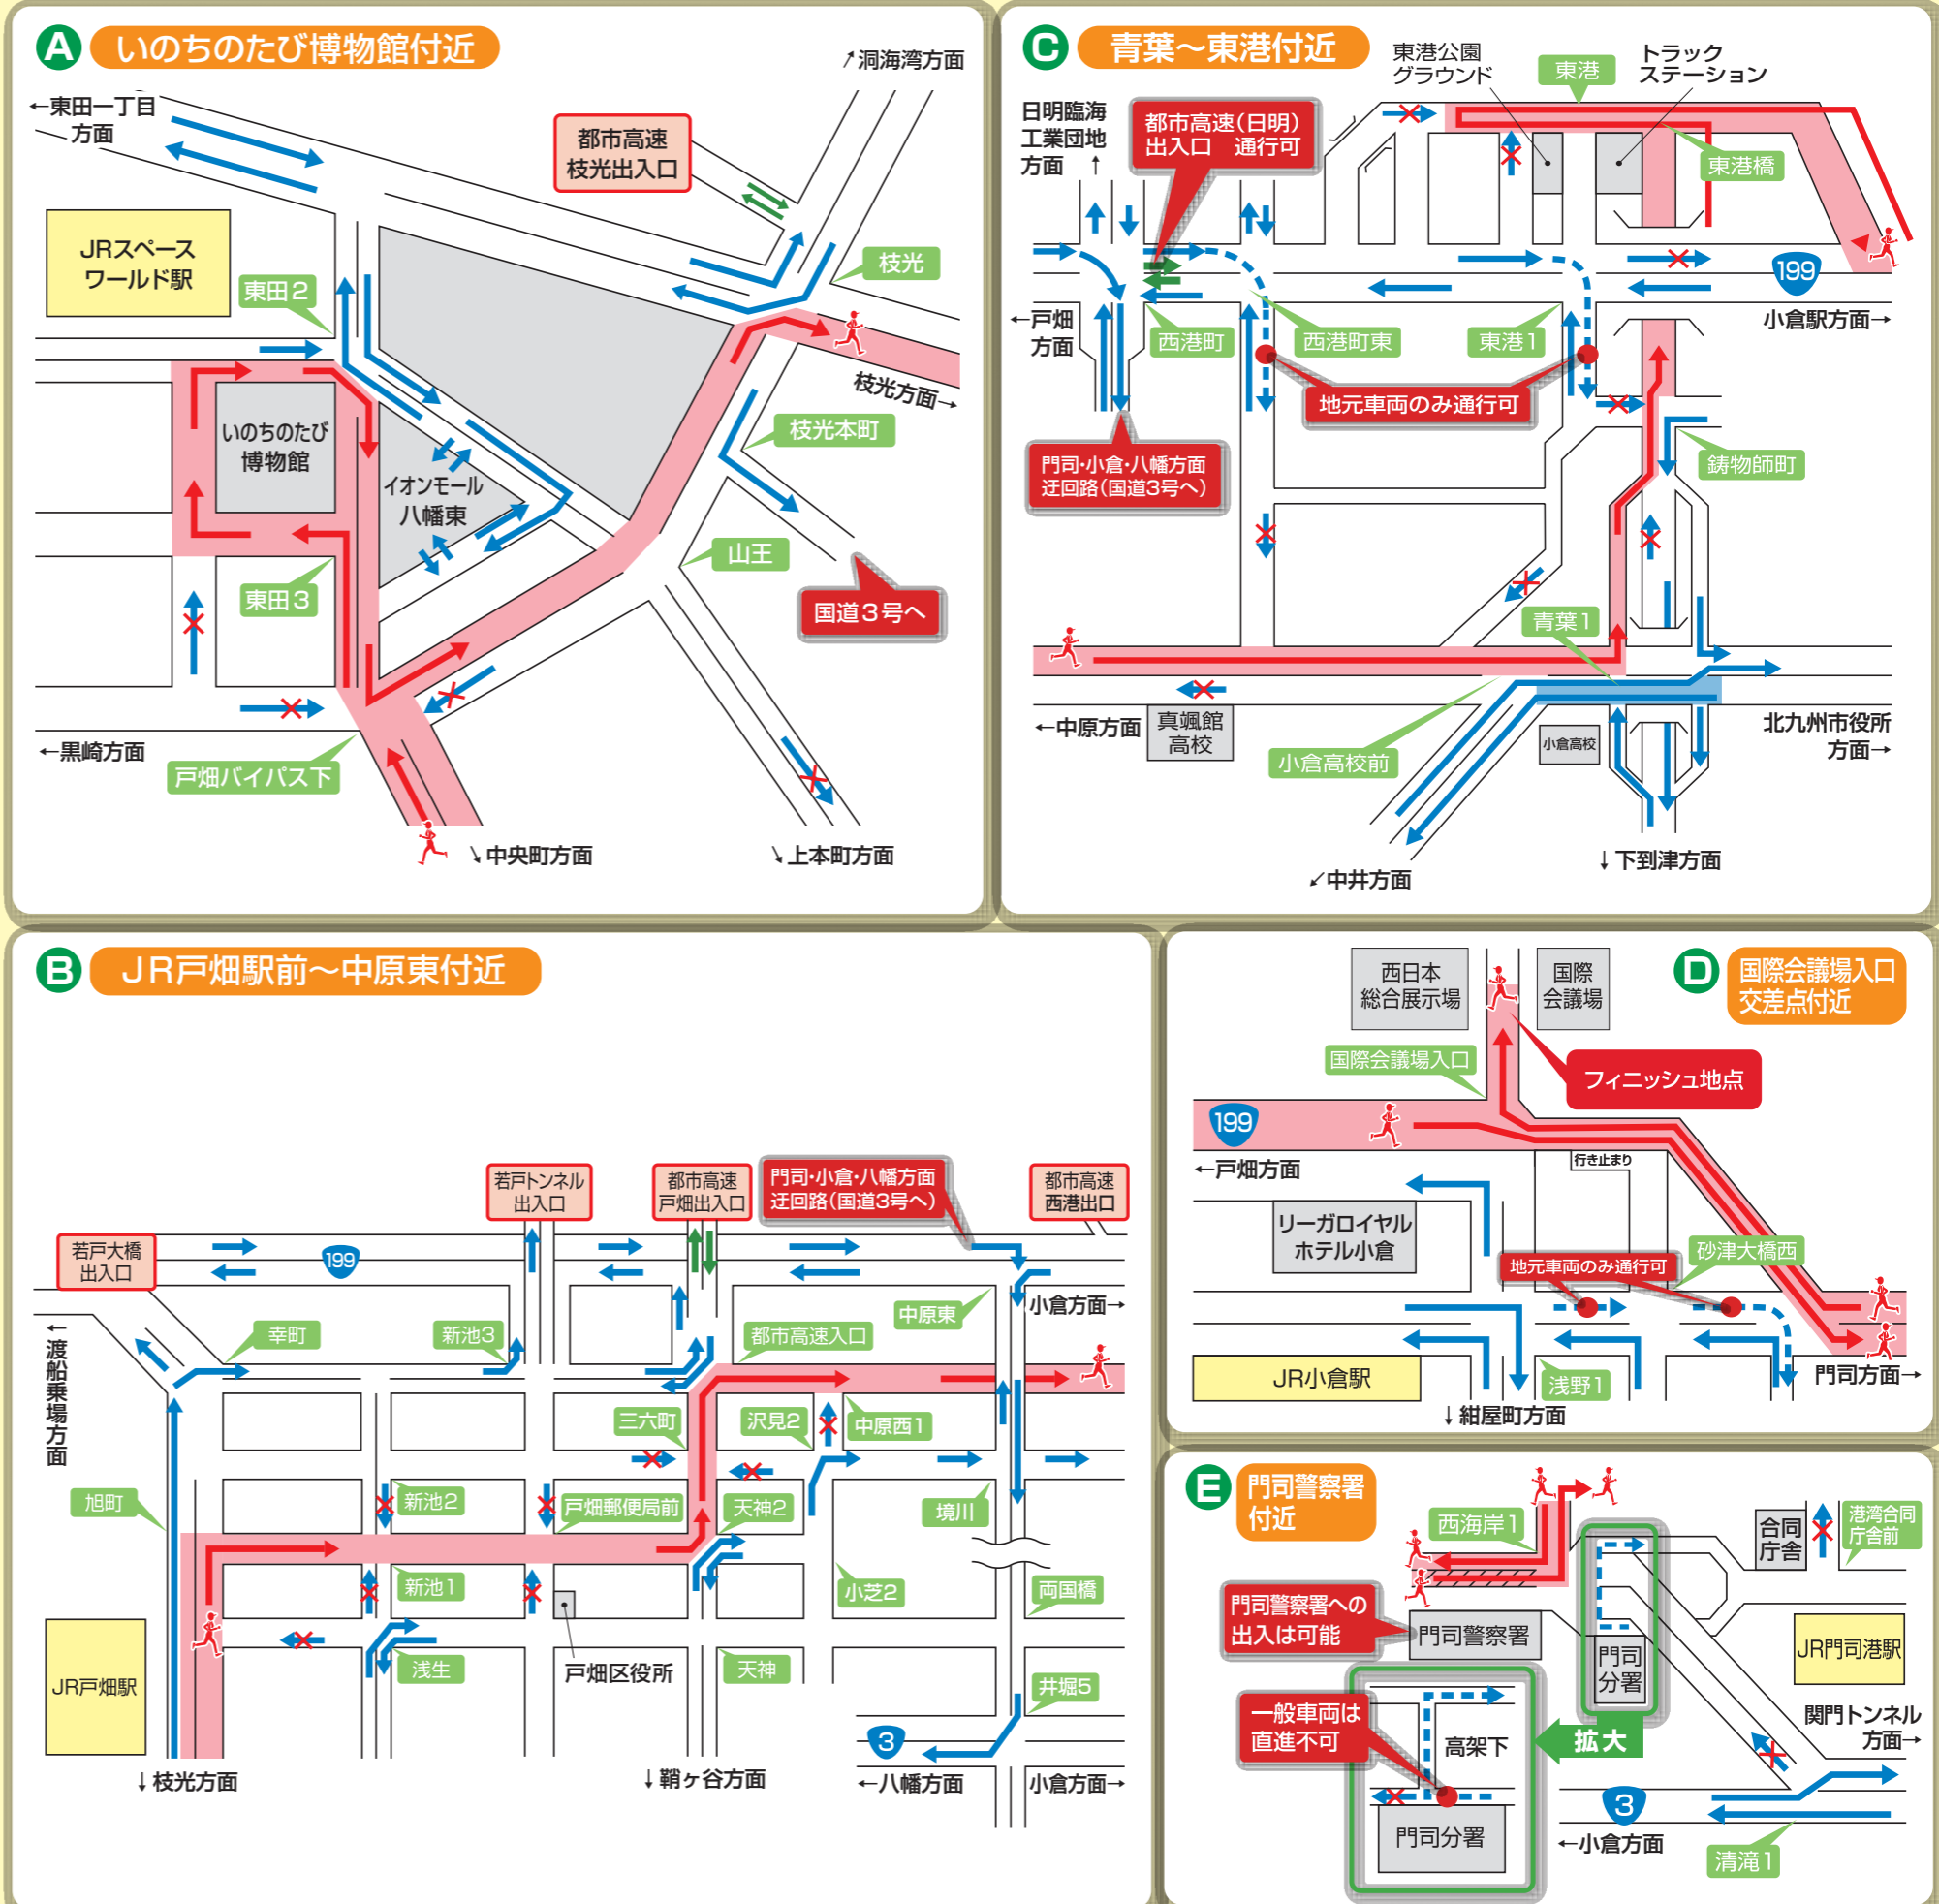 A いのちのたび博物館付近
↗洞海湾方面
←東田一丁目
方面
都市高速
枝光出入口
JRスペース
ワールド駅
東田2
枝光
枝光方面→
いのちのたび
博物館
枝光本町
イオンモール
八幡東
山王
東田3
国道3号へ
←黒崎方面
戸畑バイパス下
↘中央町方面
↘上本町方面
C 青葉～東港付近
東港公園
グラウンド
東港
トラック
ステーション
日明臨海
工業団地
方面
↑
都市高速(日明)
出入口 通行可
東港橋
199
←戸畑
方面
西港町
西港町東
東港1
小倉駅方面→
地元車両のみ通行可
門司・小倉・八幡方面
迂回路(国道3号へ)
鋳物師町
青葉1
←中原方面
真颯館
高校
小倉高校前
小倉高校
北九州市役所
方面→
↙中井方面
↓下到津方面
B JR戸畑駅前～中原東付近
若戸大橋
出入口
若戸トンネル
出入口
都市高速
戸畑出入口
門司・小倉・八幡方面
迂回路(国道3号へ)
都市高速
西港出口
199
←渡船乗場方面
幸町
新池3
都市高速入口
中原東
小倉方面→
三六町
沢見2
中原西1
旭町
新池2
戸畑郵便局前
天神2
境川
新池1
小芝2
両国橋
JR戸畑駅
浅生
戸畑区役所
天神
井堀5
3
↓枝光方面
↓鞘ヶ谷方面
←八幡方面
小倉方面→
D 国際会議場入口
交差点付近
西日本
総合展示場
国際
会議場
国際会議場入口
フィニッシュ地点
199
←戸畑方面
行き止まり
リーガロイヤル
ホテル小倉
砂津大橋西
地元車両のみ通行可
JR小倉駅
浅野1
門司方面→
↓紺屋町方面
E 門司警察署
付近
西海岸1
合同
庁舎
港湾合同
庁舎前
門司警察署への
出入は可能
門司警察署
門司
分署
JR門司港駅
一般車両は
直進不可
高架下
拡大
関門トンネル
方面→
門司分署
3
←小倉方面
清滝1